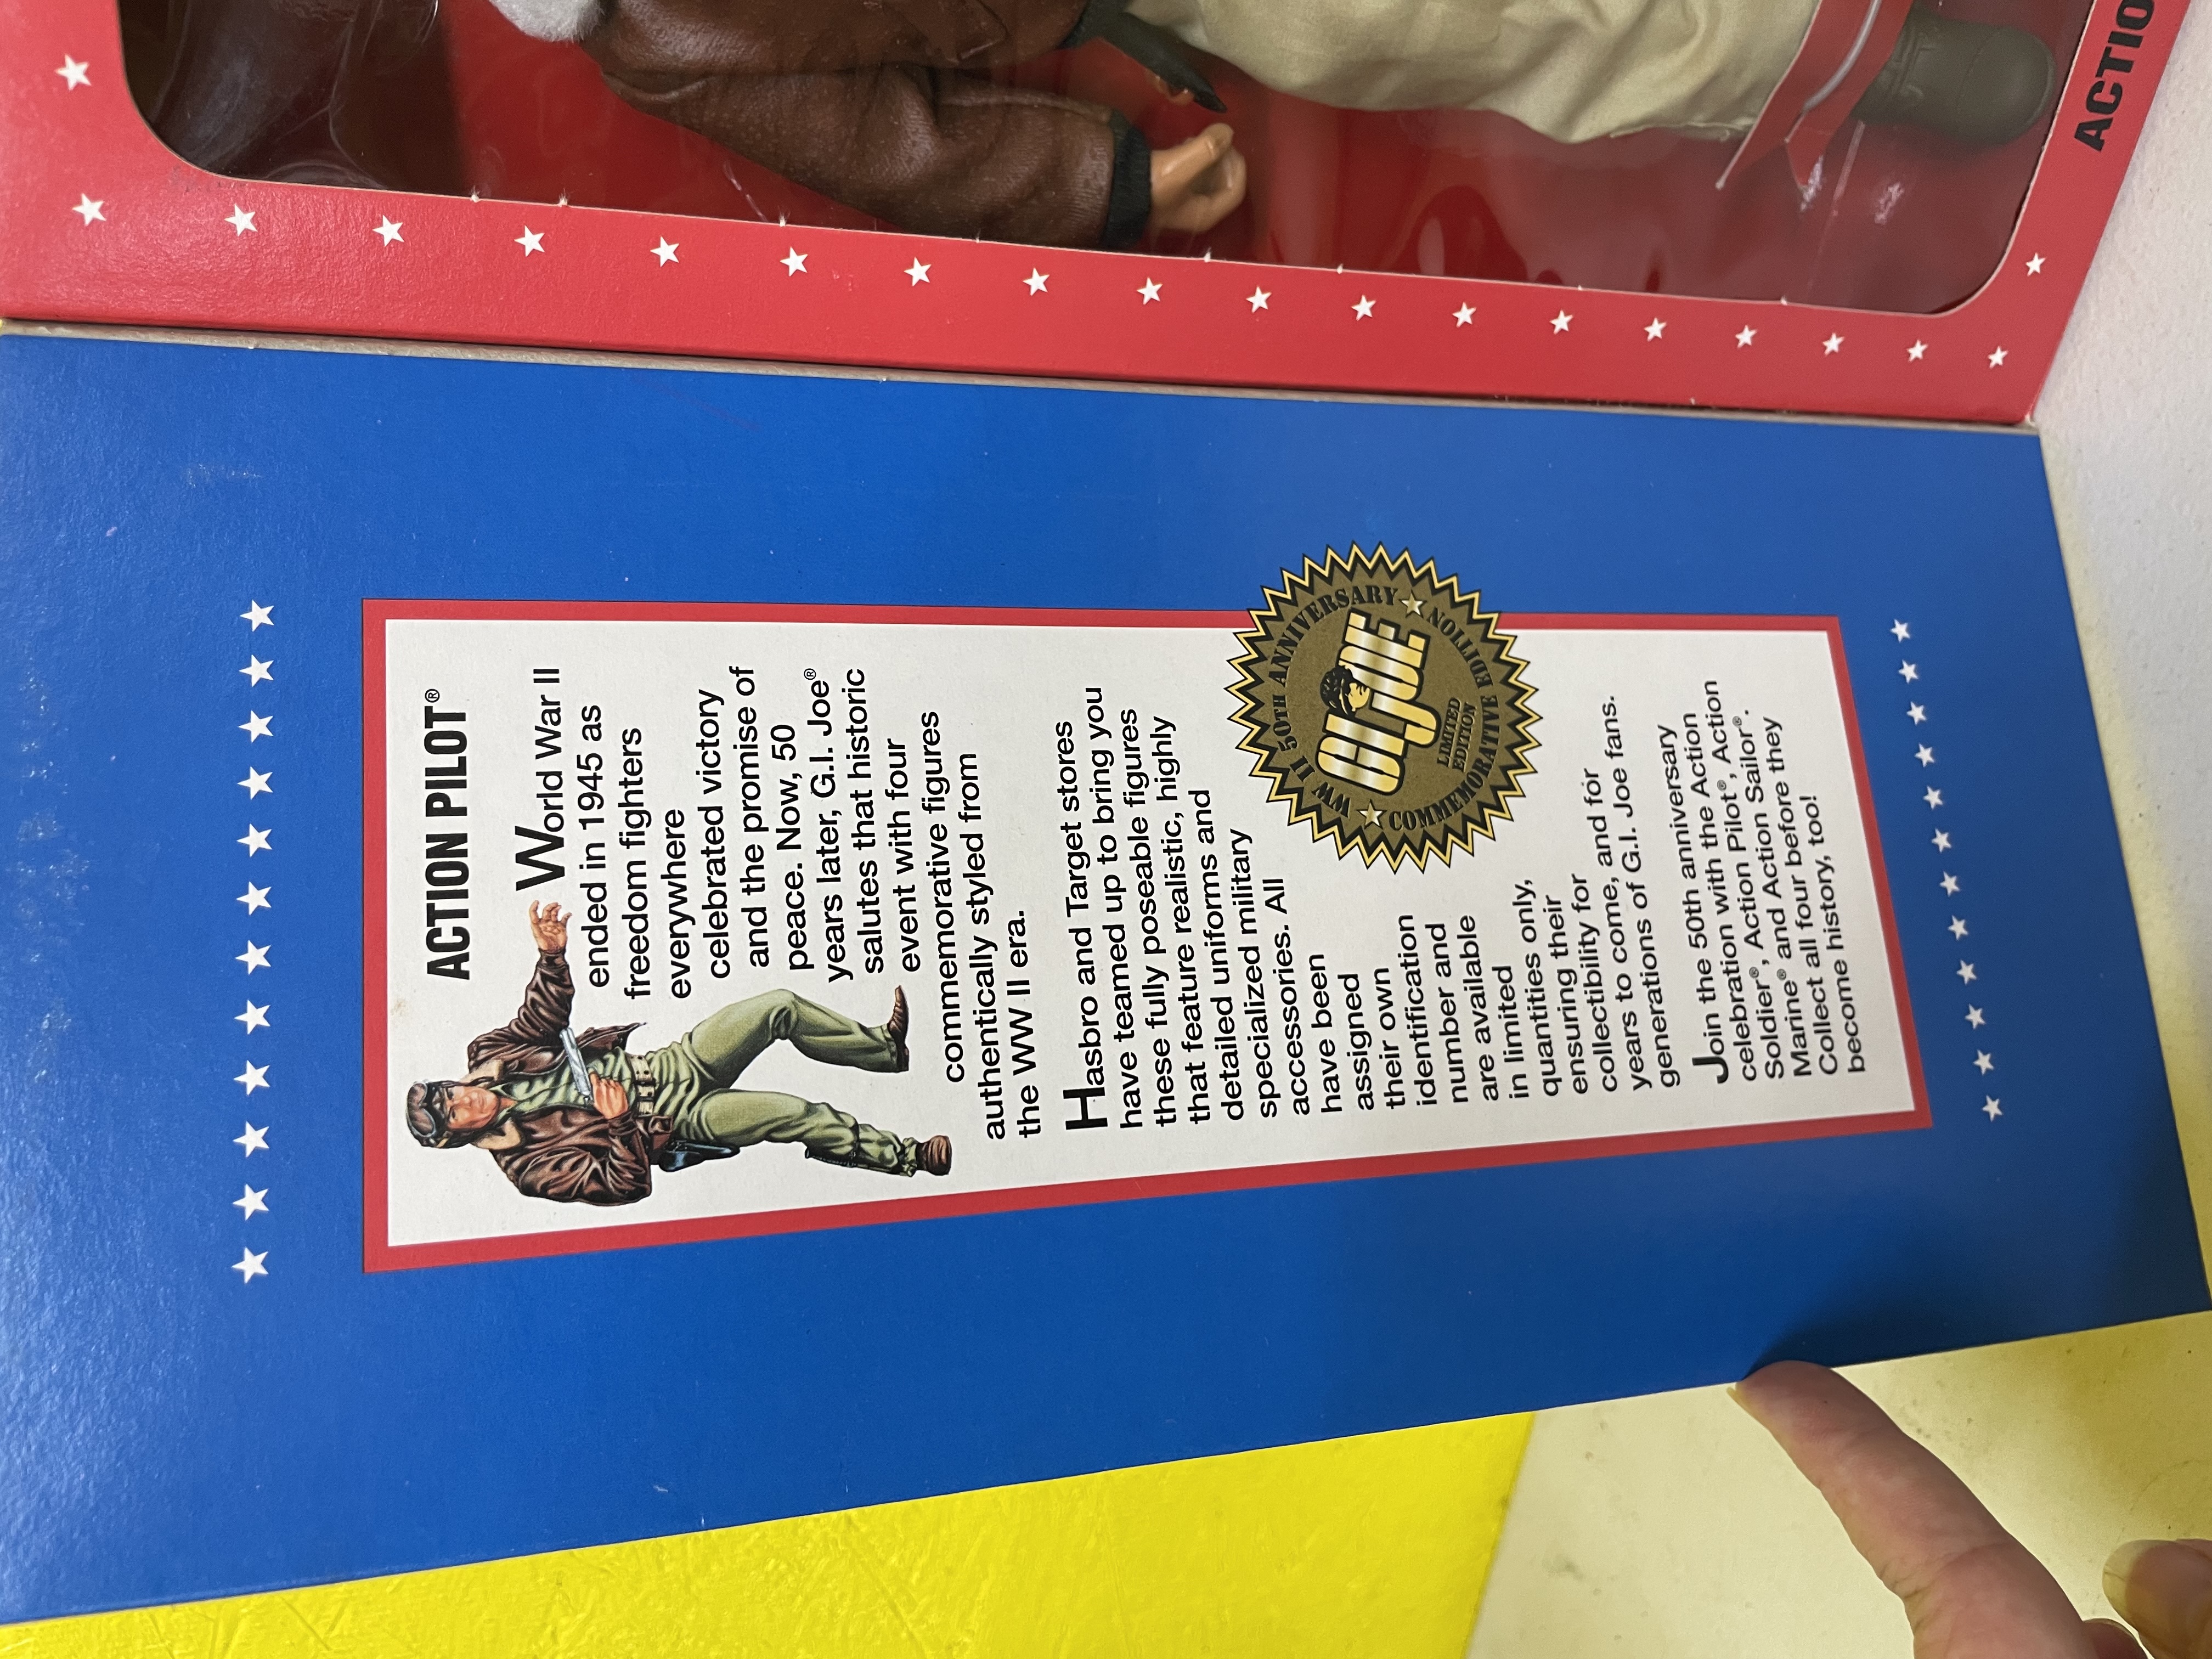 ACTION PILOT®
World War II
ended in 1945 as
freedom fighters
everywhere
celebrated victory
and the promise of
peace. Now, 50
years later, G.I. Joe®
salutes that historic
event with four
commemorative figures
authentically styled from
the WW II era.
Hasbro and Target stores
have teamed up to bring you
these fully poseable figures
that feature realistic, highly
detailed uniforms and
specialized military
accessories. All
have been
assigned
their own
identification
number and
are available
in limited
quantities only,
ensuring their
collectibility for
years to come, and for
generations of G.I. Joe fans.
Join the 50th anniversary
celebration with the Action
Soldier®, Action Pilot®, Action
Marine® and Action Sailor®.
Collect all four before they
become history, too!
WW II 50TH ANNIVERSARY
GI JOE
LIMITED
EDITION
COMMEMORATIVE EDITION
ACTIO